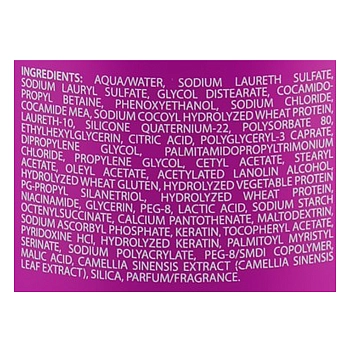 INGREDIENTS: AQUA/WATER, SODIUM LAURETH SULFATE,
SODIUM LAURYL SULFATE, GLYCOL DISTEARATE, COCAMIDO-
PROPYL BETAINE, PHENOXYETHANOL, SODIUM CHLORIDE,
COCAMIDE MEA, SODIUM COCOYL HYDROLYZED WHEAT PROTEIN,
LAURETH-10, SILICONE QUATERNIUM-22, POLYSORBATE 80,
ETHYLHEXYLGLYCERIN, CITRIC ACID, POLYGLYCERYL-3 CAPRATE,
DIPROPYLENE GLYCOL, PALMITAMIDOPROPYLTRIMONIUM
CHLORIDE, PROPYLENE GLYCOL, CETYL ACETATE, STEARYL
ACETATE, OLEYL ACETATE, ACETYLATED LANOLIN ALCOHOL,
HYDROLYZED WHEAT GLUTEN, HYDROLYZED VEGETABLE PROTEIN
PG-PROPYL SILANETRIOL, HYDROLYZED WHEAT PROTEIN,
NIACINAMIDE, GLYCERIN, PEG-8, LACTIC ACID, SODIUM STARCH
OCTENYLSUCCINATE, CALCIUM PANTOTHENATE, MALTODEXTRIN,
SODIUM ASCORBYL PHOSPHATE, KERATIN, TOCOPHERYL ACETATE,
PYRIDOXINE HCl, HYDROLYZED KERATIN, PALMITOYL MYRISTYL
SERINATE, SODIUM POLYACRYLATE, PEG-8/SMDI COPOLYMER,
MALIC ACID, CAMELLIA SINENSIS EXTRACT {CAMELLIA SINENSIS
LEAF EXTRACT}, SILICA, PARFUM/FRAGRANCE.